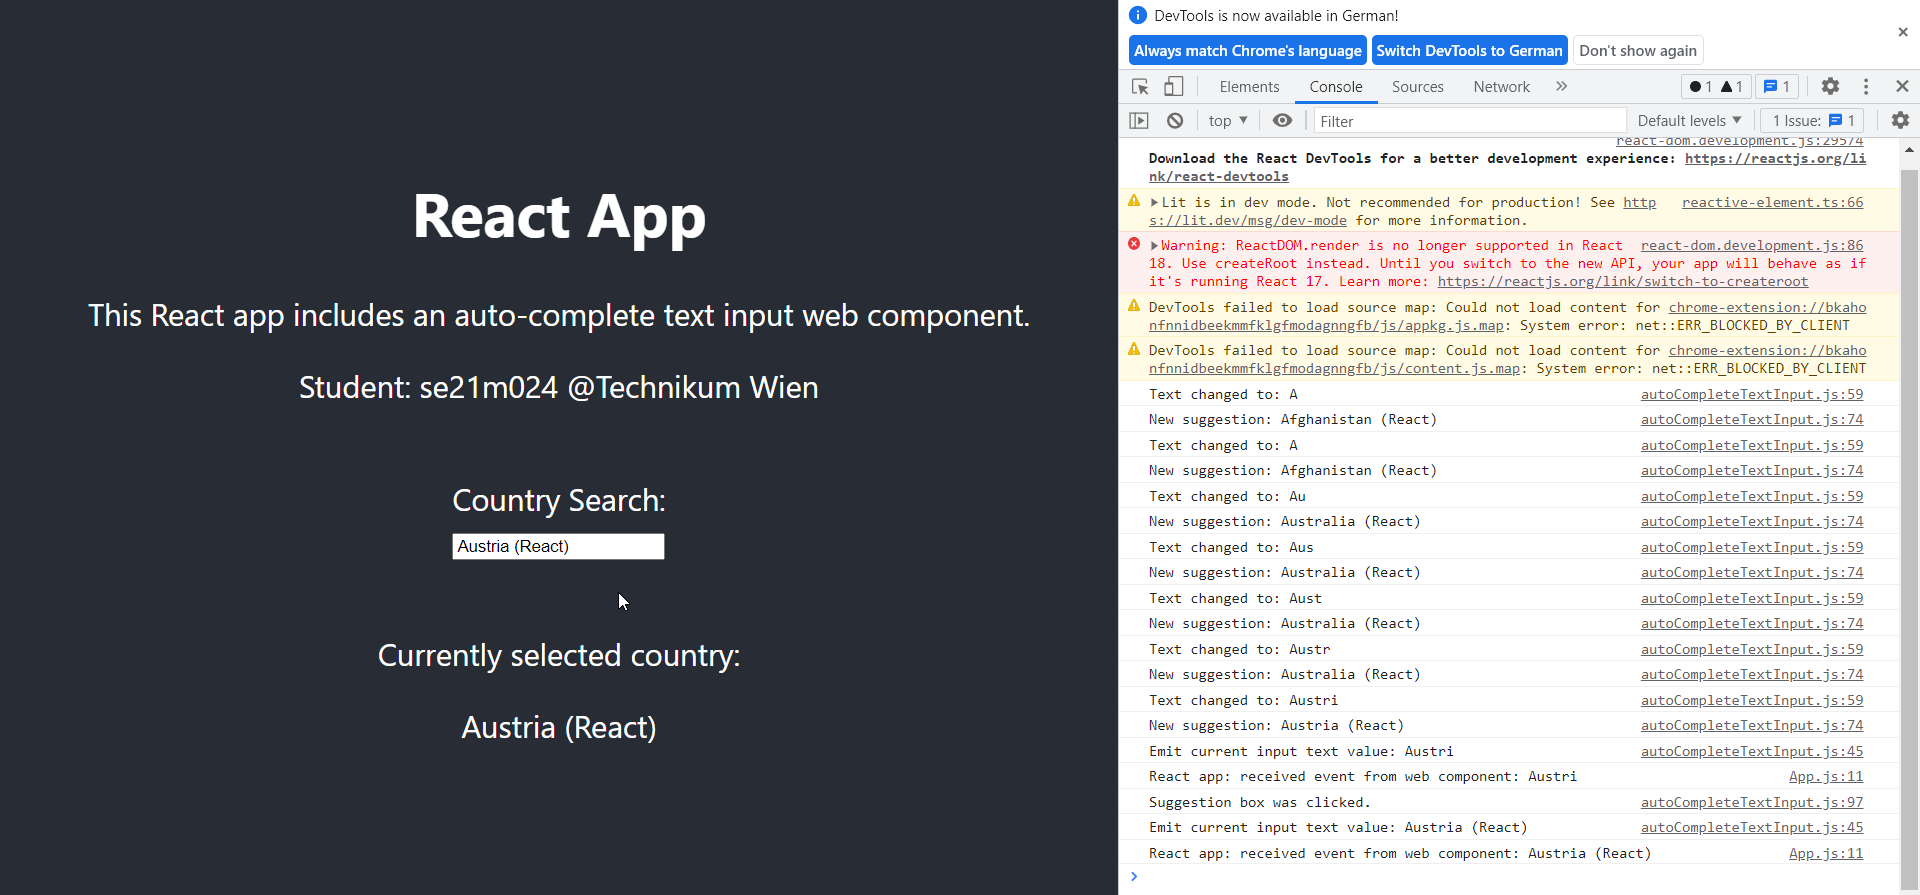 React App
This React app includes an auto-complete text input web component.
Student: se21m024 @Technikum Wien
Country Search:
Austria (React)
Currently selected country:
Austria (React)
DevTools is now available in German!
Always match Chrome's language Switch DevTools to German Don't show again
Elements Console Sources Network 1 1 1
top Filter Default levels 1 Issue: 1
react-dom.development.js:29574
Download the React DevTools for a better development experience: https://reactjs.org/li
nk/react-devtools
Lit is in dev mode. Not recommended for production! See http reactive-element.ts:66
s://lit.dev/msg/dev-mode for more information.
Warning: ReactDOM.render is no longer supported in React react-dom.development.js:86
18. Use createRoot instead. Until you switch to the new API, your app will behave as if
it's running React 17. Learn more: https://reactjs.org/link/switch-to-createroot
DevTools failed to load source map: Could not load content for chrome-extension://bkaho
nfnnidbeekmmfklgfmodagnngfb/js/appkg.js.map: System error: net::ERR_BLOCKED_BY_CLIENT
DevTools failed to load source map: Could not load content for chrome-extension://bkaho
nfnnidbeekmmfklgfmodagnngfb/js/content.js.map: System error: net::ERR_BLOCKED_BY_CLIENT
Text changed to: A autoCompleteTextInput.js:59
New suggestion: Afghanistan (React) autoCompleteTextInput.js:74
Text changed to: A autoCompleteTextInput.js:59
New suggestion: Afghanistan (React) autoCompleteTextInput.js:74
Text changed to: Au autoCompleteTextInput.js:59
New suggestion: Australia (React) autoCompleteTextInput.js:74
Text changed to: Aus autoCompleteTextInput.js:59
New suggestion: Australia (React) autoCompleteTextInput.js:74
Text changed to: Aust autoCompleteTextInput.js:59
New suggestion: Australia (React) autoCompleteTextInput.js:74
Text changed to: Austr autoCompleteTextInput.js:59
New suggestion: Australia (React) autoCompleteTextInput.js:74
Text changed to: Austri autoCompleteTextInput.js:59
New suggestion: Austria (React) autoCompleteTextInput.js:74
Emit current input text value: Austri autoCompleteTextInput.js:45
React app: received event from web component: Austri App.js:11
Suggestion box was clicked. autoCompleteTextInput.js:97
Emit current input text value: Austria (React) autoCompleteTextInput.js:45
React app: received event from web component: Austria (React) App.js:11